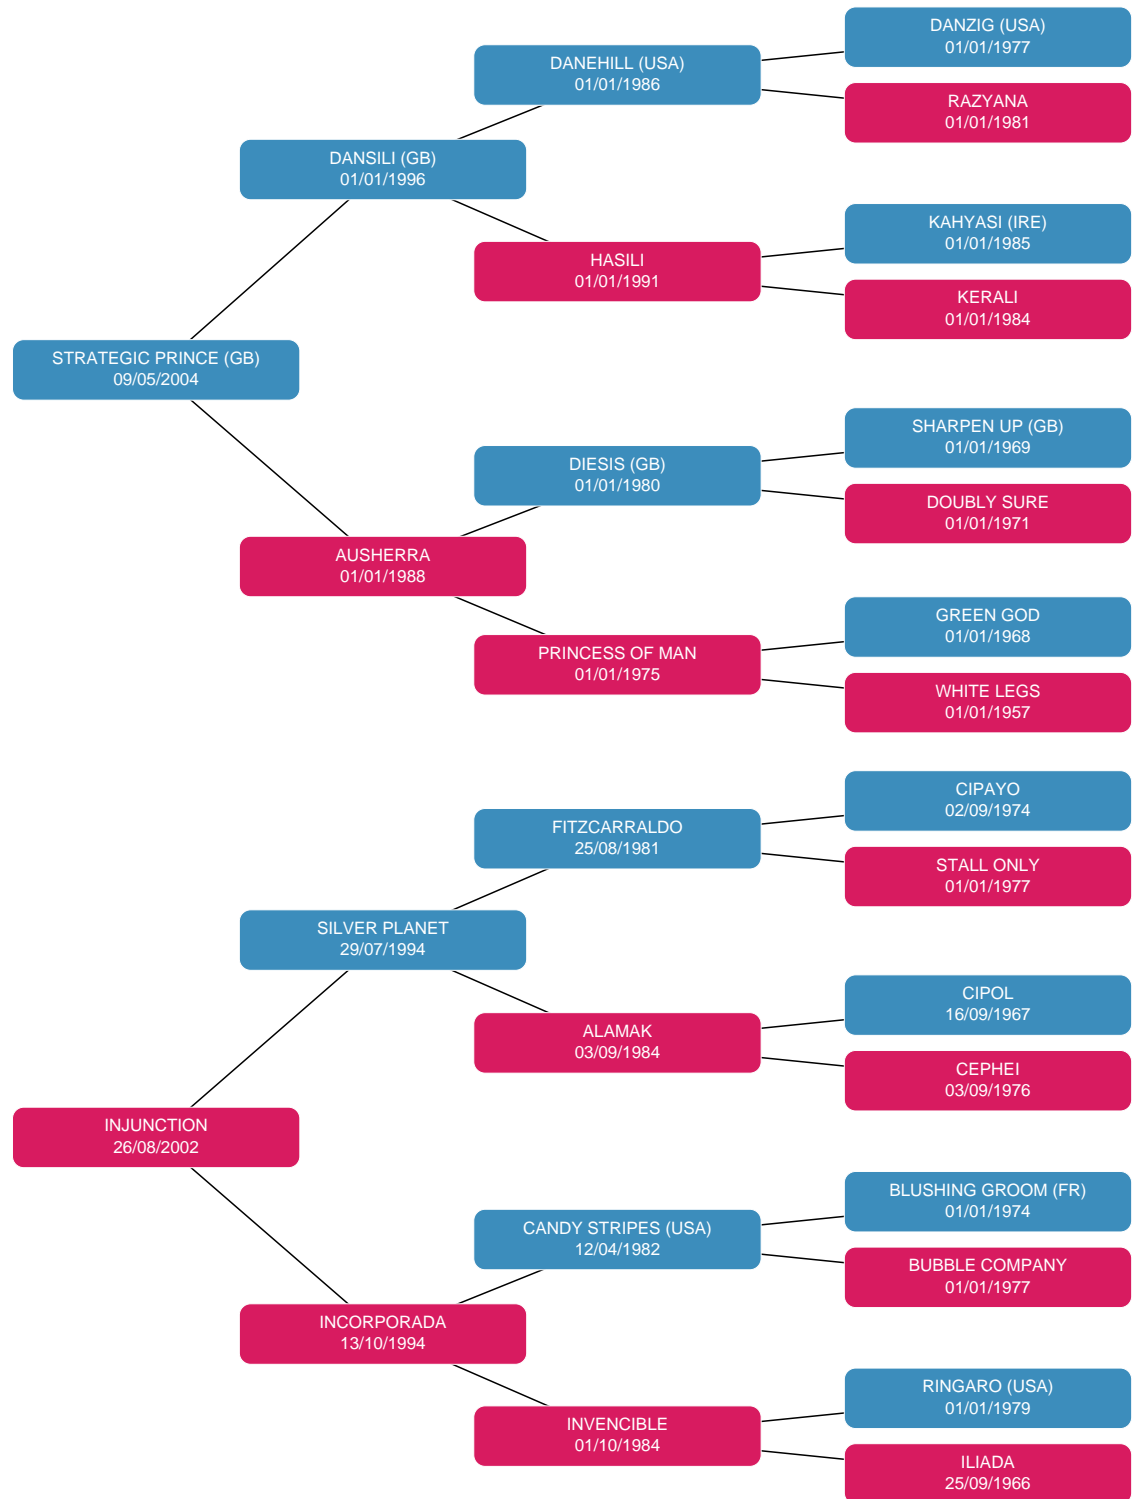 DANZIG (USA)
01/01/1977
DANEHILL (USA)
01/01/1986
RAZYANA
01/01/1981
DANSILI (GB)
01/01/1996
KAHYASI (IRE)
01/01/1985
HASILI
01/01/1991
KERALI
01/01/1984
STRATEGIC PRINCE (GB)
09/05/2004
SHARPEN UP (GB)
01/01/1969
DIESIS (GB)
01/01/1980
DOUBLY SURE
01/01/1971
AUSHERRA
01/01/1988
GREEN GOD
01/01/1968
PRINCESS OF MAN
01/01/1975
WHITE LEGS
01/01/1957
CIPAYO
02/09/1974
FITZCARRALDO
25/08/1981
STALL ONLY
01/01/1977
SILVER PLANET
29/07/1994
CIPOL
16/09/1967
ALAMAK
03/09/1984
CEPHEI
03/09/1976
INJUNCTION
26/08/2002
BLUSHING GROOM (FR)
01/01/1974
CANDY STRIPES (USA)
12/04/1982
BUBBLE COMPANY
01/01/1977
INCORPORADA
13/10/1994
RINGARO (USA)
01/01/1979
INVENCIBLE
01/10/1984
ILIADA
25/09/1966